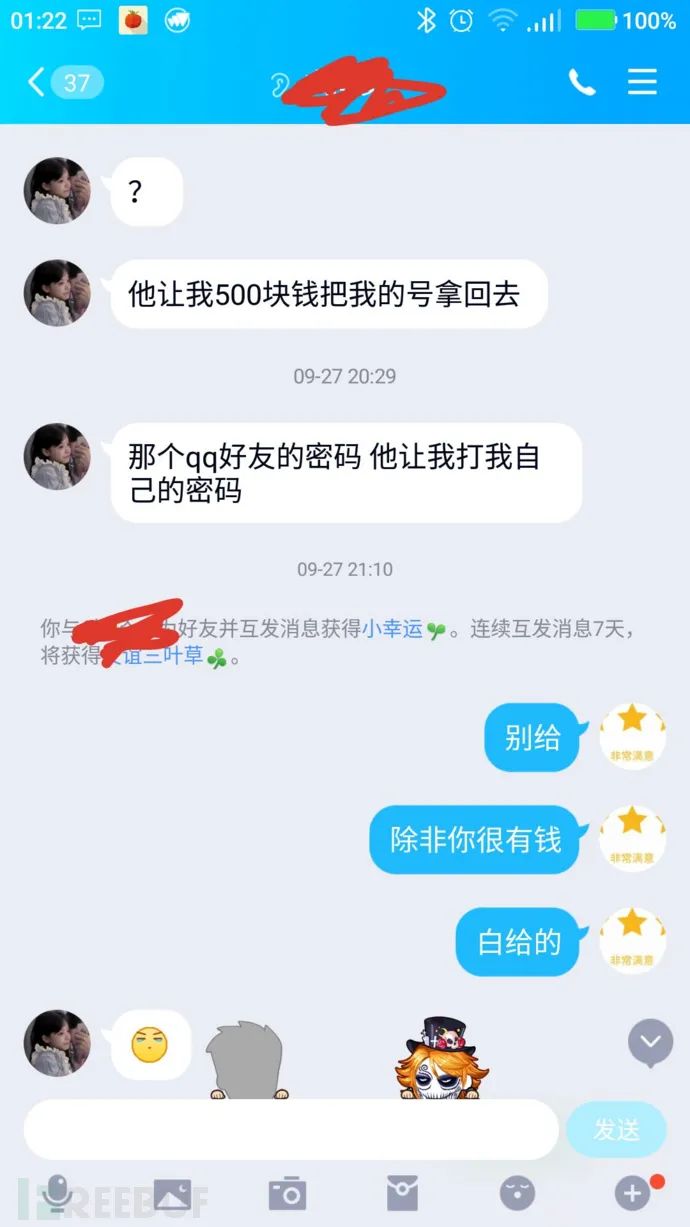 01:22
100%
37
?
他让我500块钱把我的号拿回去
09-27 20:29
那个qq好友的密码 他让我打我自
己的密码
09-27 21:10
你与 为好友并互发消息获得小幸运。连续互发消息7天，
将获得友谊三叶草。
别给
非常满意
除非你很有钱
非常满意
白给的
非常满意
发送
FREEBUF